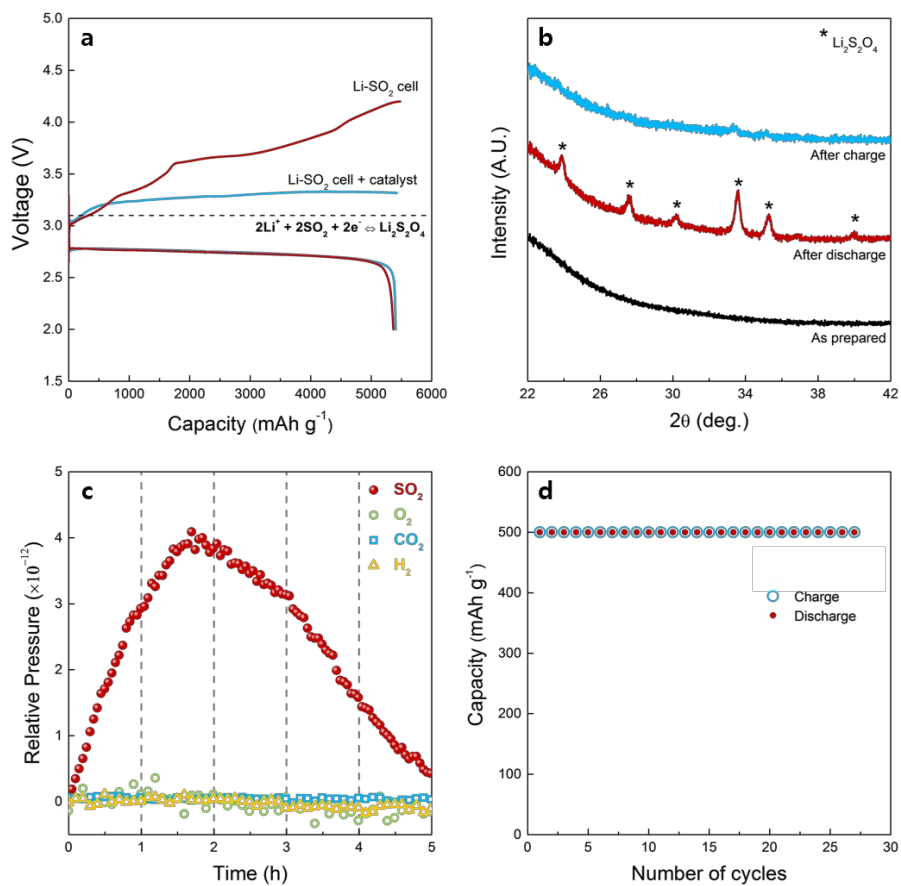 a
5.0
4.5
4.0
3.5
3.0
2.5
2.0
1.5
Voltage (V)
Li-SO₂ cell
Li-SO₂ cell + catalyst
2Li⁺ + 2SO₂ + 2e⁻ ⇔ Li₂S₂O₄
0 1000 2000 3000 4000 5000 6000
Capacity (mAh g⁻¹)
b
* Li₂S₂O₄
Intensity (A.U.)
After charge
* * * * * *
After discharge
As prepared
22 26 30 34 38 42
2θ (deg.)
c
5
4
3
2
1
0
Relative Pressure (×10⁻¹²)
SO₂
O₂
CO₂
H₂
0 1 2 3 4 5
Time (h)
d
600
500
400
300
200
100
0
Capacity (mAh g⁻¹)
Charge
Discharge
0 5 10 15 20 25 30
Number of cycles